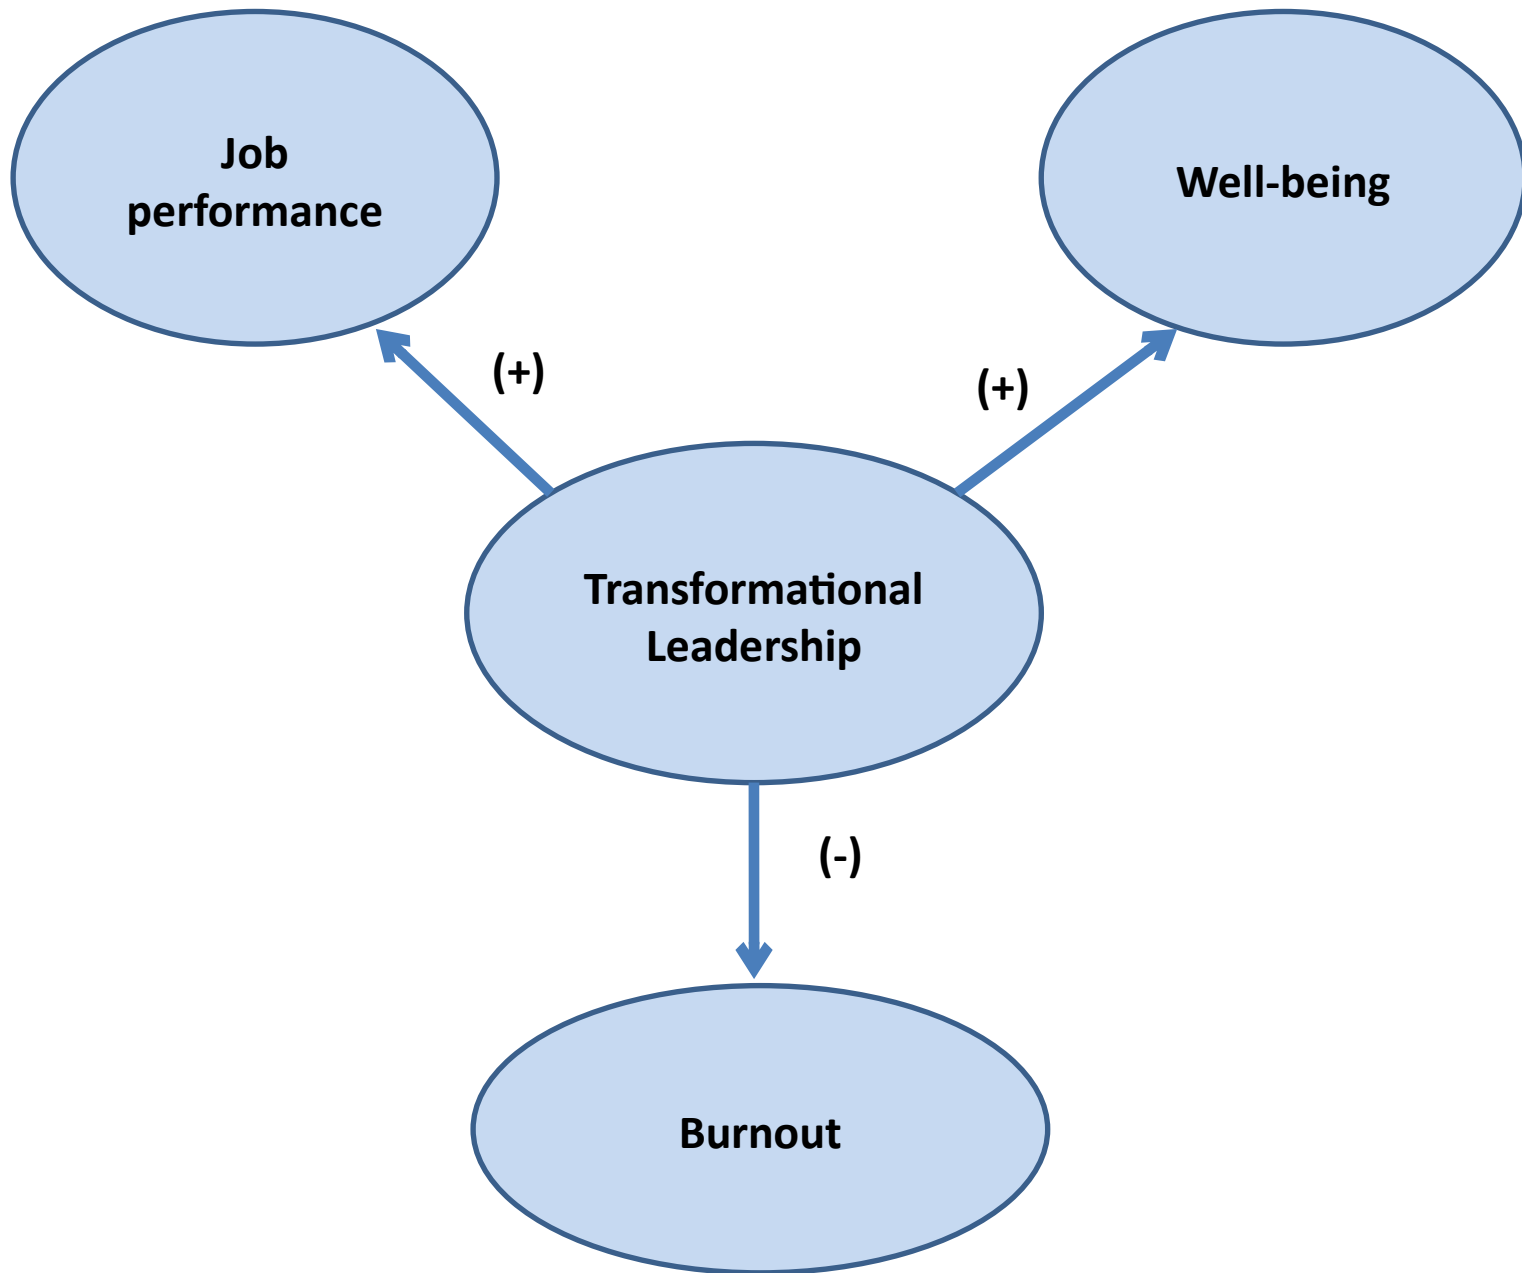 Job
performance
Well-being
(+)
(+)
Transformational
Leadership
(-)
Burnout